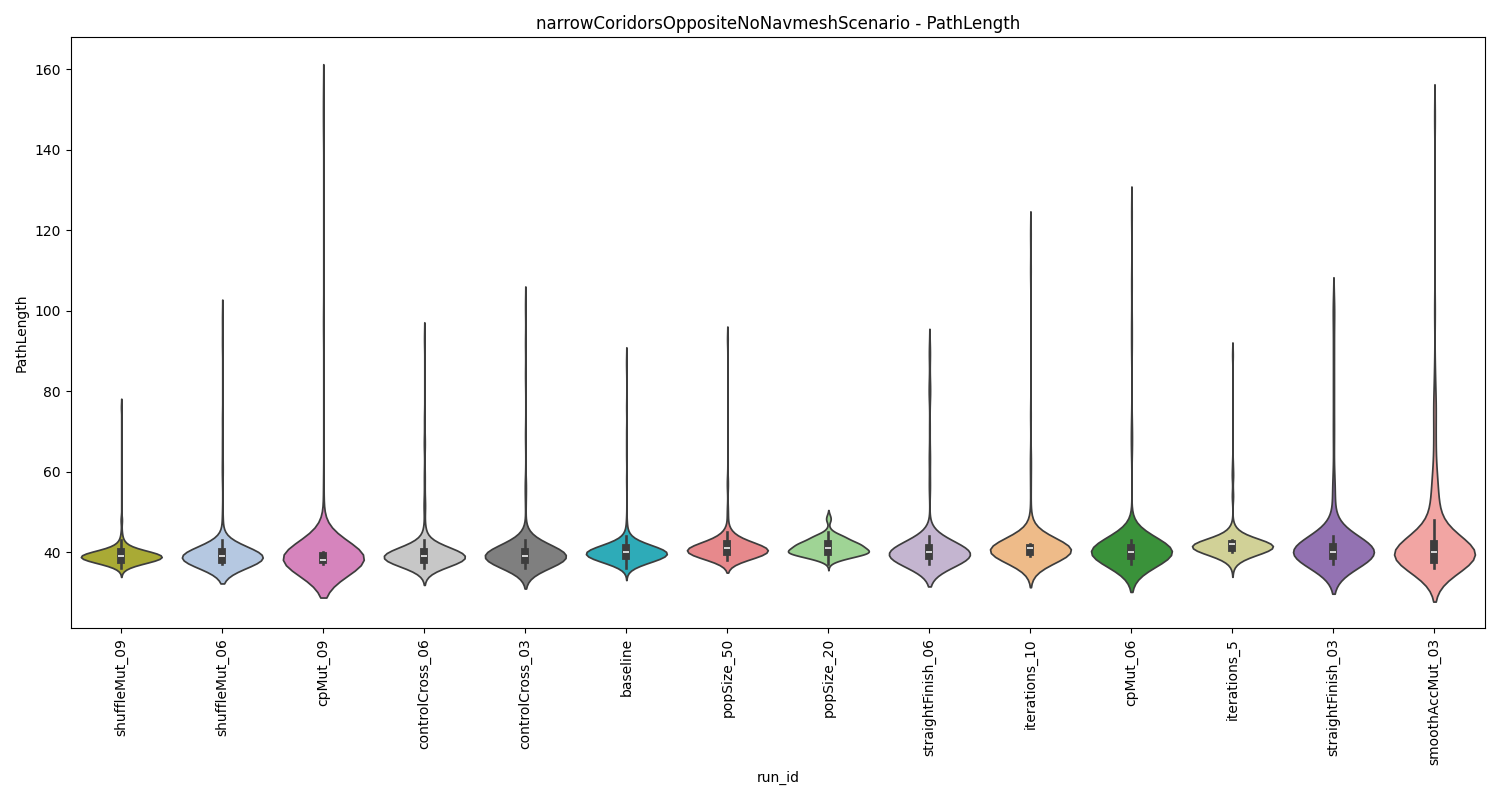 narrowCoridorsOppositeNoNavmeshScenario - PathLength
160
140
120
100
80
60
40
PathLength
shuffleMut_09
shuffleMut_06
cpMut_09
controlCross_06
controlCross_03
baseline
popSize_50
popSize_20
straightFinish_06
iterations_10
cpMut_06
iterations_5
straightFinish_03
smoothAccMut_03
run_id